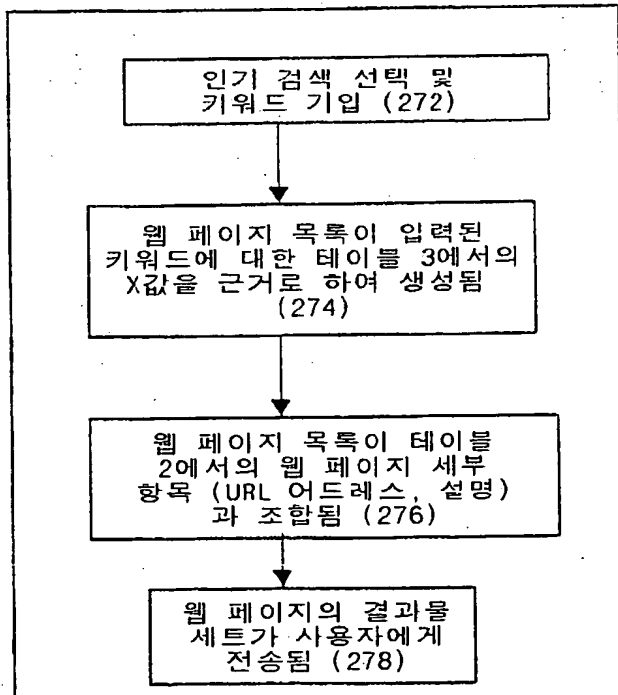 인기 검색 선택 및
키워드 기입 (272)
웹 페이지 목록이 입력된
키워드에 대한 테이블 3에서의
X값을 근거로 하여 생성됨
(274)
웹 페이지 목록이 테이블
2에서의 웹 페이지 세부
항목 (URL 어드레스, 설명)
과 조합됨 (276)
웹 페이지의 결과물
세트가 사용자에게
전송됨 (278)